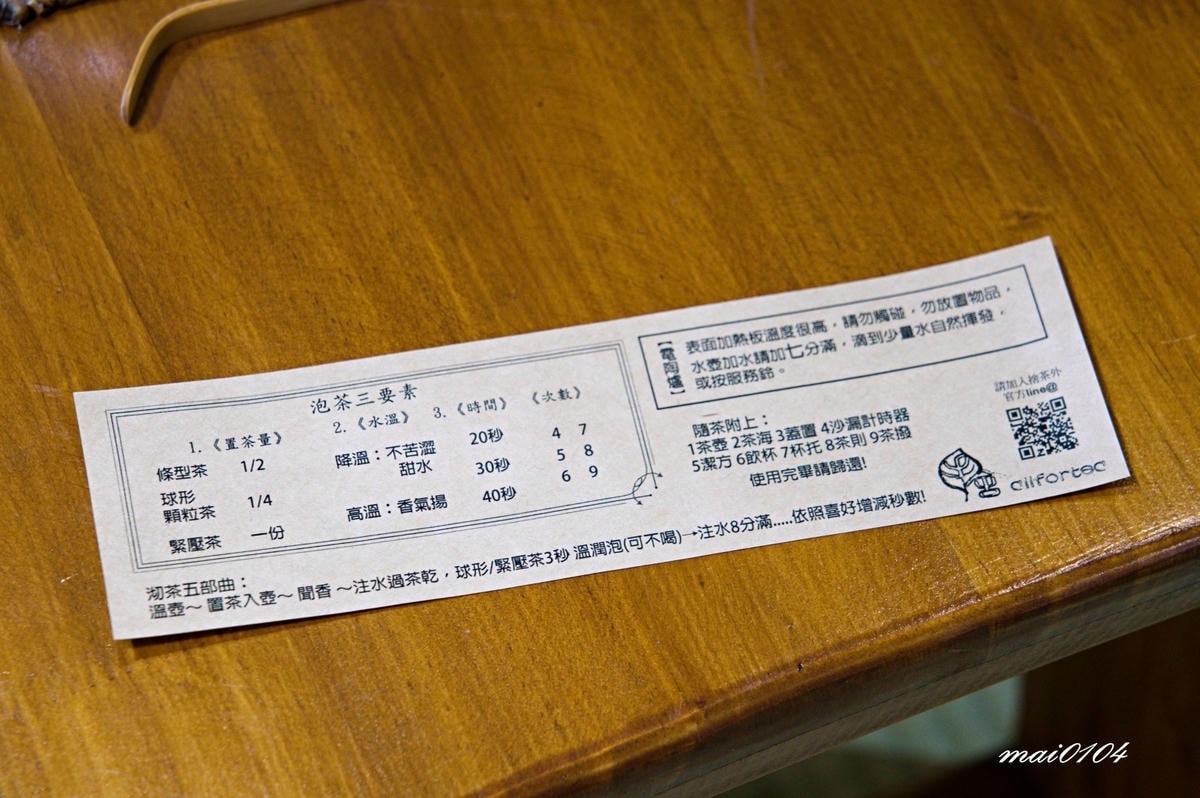 泡茶三要素
1.《置茶量》 2.《水溫》 3.《時間》 《次數》
條型茶 1/2
球形
顆粒茶 1/4
緊壓茶 一份
降溫：不苦澀
甜水
高溫：香氣揚
20秒 4 7
30秒 5 8
40秒 6 9
【電陶爐】
表面加熱板溫度很高，請勿觸碰，勿放置物品，
水壺加水請加七分滿，滴到少量水自然揮發，
或按服務鈴。
隨茶附上：
1茶壺 2茶海 3蓋置 4沙漏計時器
5潔方 6飲杯 7杯托 8茶則 9茶撥
使用完畢請歸還!
請加入捨茶外
官方line@
沏茶五部曲：
溫壺～ 置茶入壺～ 聞香 ～注水過茶乾，球形/緊壓茶3秒 溫潤泡(可不喝)→注水8分滿.....依照喜好增減秒數!
mai0104